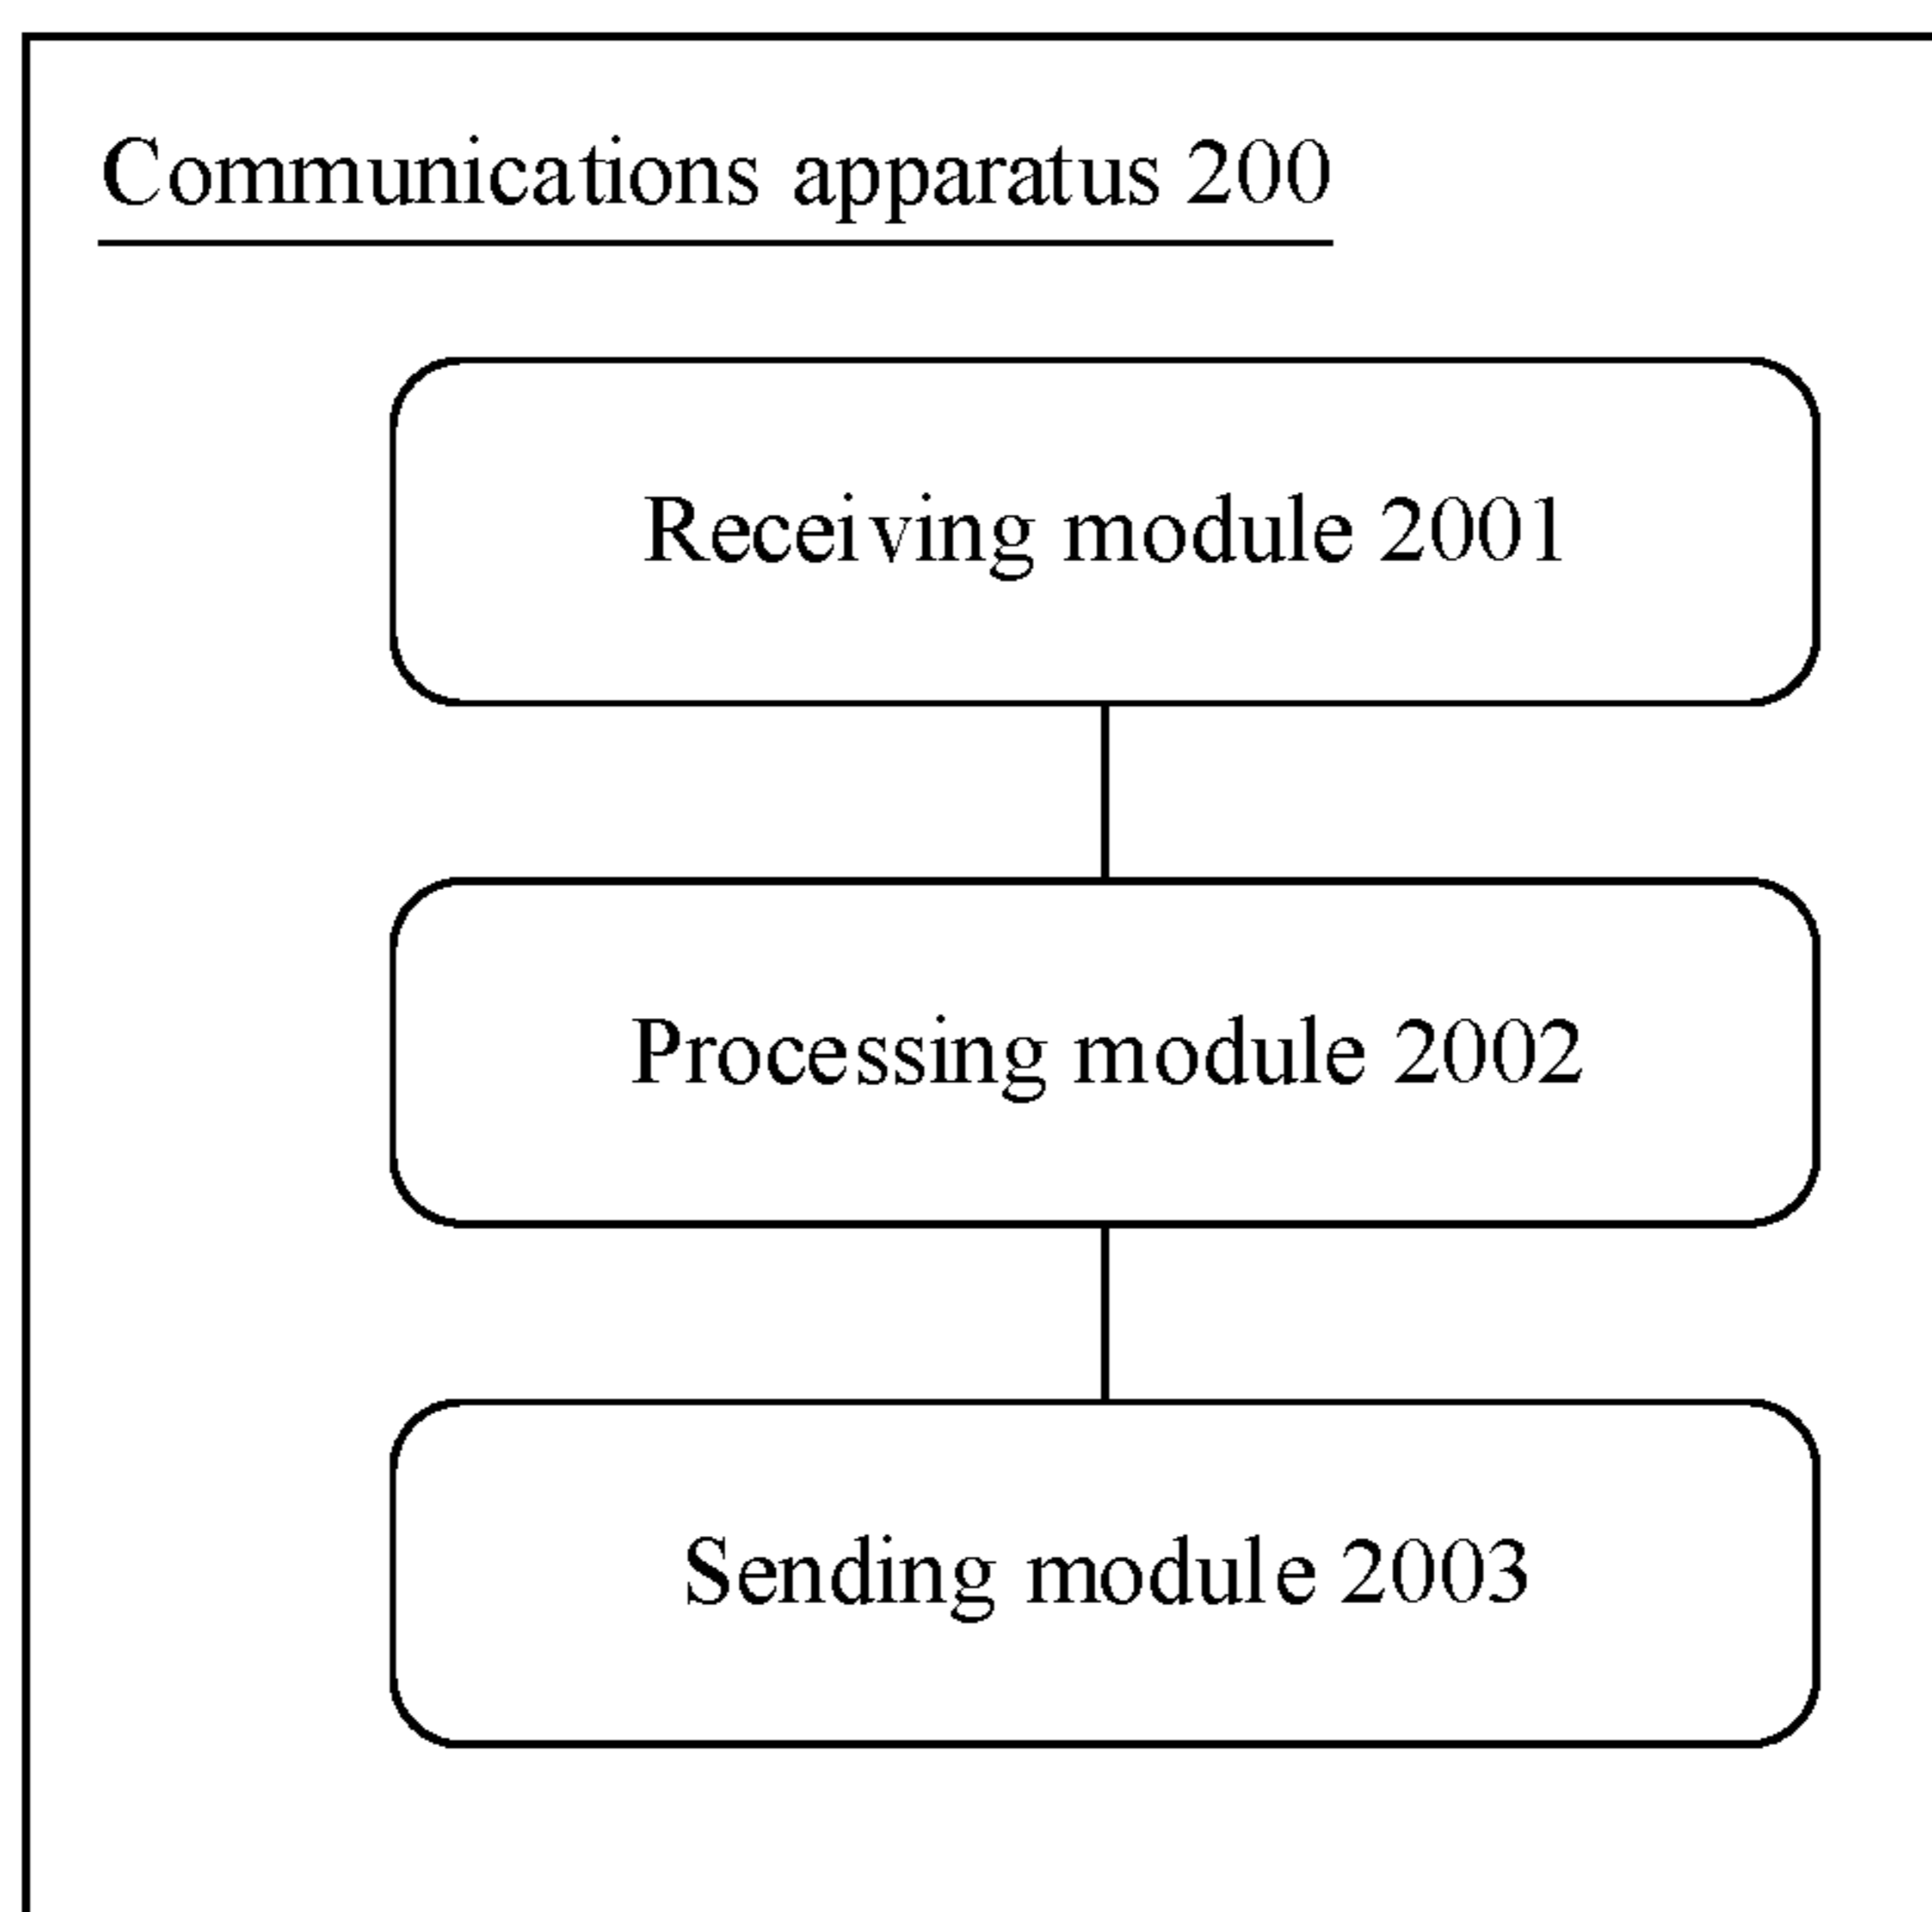 Communications apparatus 200
Receiving module 2001
Processing module 2002
Sending module 2003